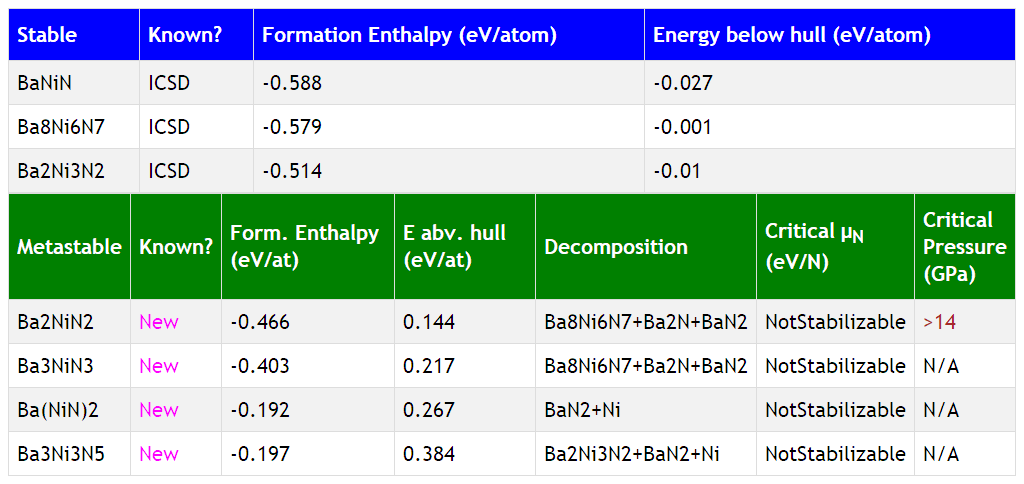 Stable Known? Formation Enthalpy (eV/atom) Energy below hull (eV/atom)
BaNiN ICSD -0.588 -0.027
Ba8Ni6N7 ICSD -0.579 -0.001
Ba2Ni3N2 ICSD -0.514 -0.01
Metastable Known? Form. Enthalpy (eV/at) E abv. hull (eV/at) Decomposition Critical μN (eV/N) Critical Pressure (GPa)
Ba2NiN2 New -0.466 0.144 Ba8Ni6N7+Ba2N+BaN2 NotStabilizable >14
Ba3NiN3 New -0.403 0.217 Ba8Ni6N7+Ba2N+BaN2 NotStabilizable N/A
Ba(NiN)2 New -0.192 0.267 BaN2+Ni NotStabilizable N/A
Ba3Ni3N5 New -0.197 0.384 Ba2Ni3N2+BaN2+Ni NotStabilizable N/A